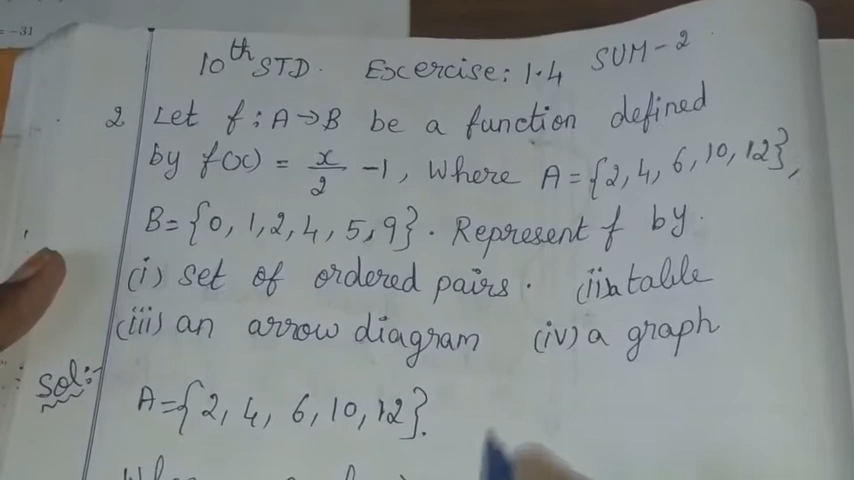 = -31
10th STD. Excercise: 1.4 SUM-2
2 Let f: A→B be a function defined
by f(x) = x/2 -1, where A={2, 4, 6, 10, 12},
B={0, 1, 2, 4, 5, 9}. Represent f by.
(i) set of ordered pairs. (ii) a table
(iii) an arrow diagram (iv) a graph
Sol:-
A={2, 4, 6, 10, 12}.